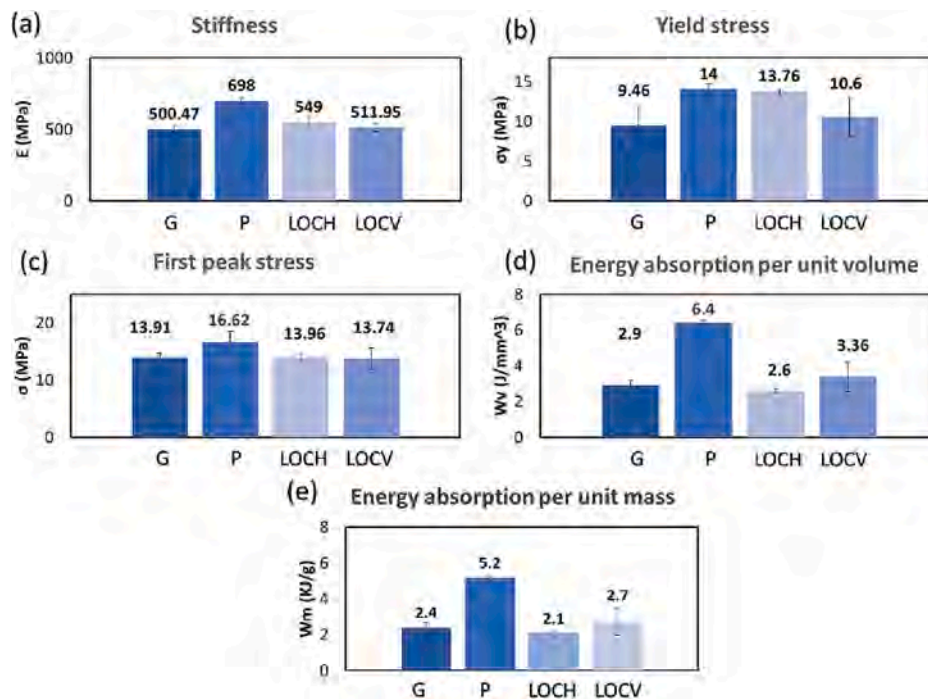 (a) Stiffness
1000
500
0
E (MPa)
500.47 698 549 511.95
G P LOCH LOCV
(b) Yield stress
15
10
5
0
σy (MPa)
9.46 14 13.76 10.6
G P LOCH LOCV
(c) First peak stress
20
10
0
σ (MPa)
13.91 16.62 13.96 13.74
G P LOCH LOCV
(d) Energy absorption per unit volume
8
6
4
2
0
Wv (J/mm^3)
2.9 6.4 2.6 3.36
G P LOCH LOCV
(e) Energy absorption per unit mass
8
6
4
2
0
Wm (KJ/g)
2.4 5.2 2.1 2.7
G P LOCH LOCV